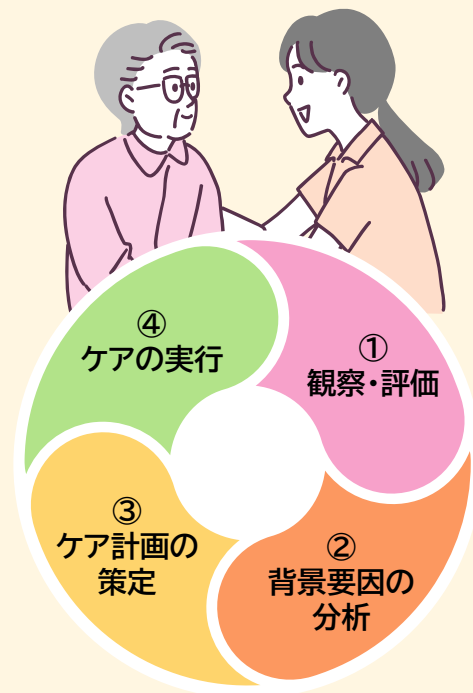 ①
観察・評価
②
背景要因の
分析
③
ケア計画の
策定
④
ケアの実行